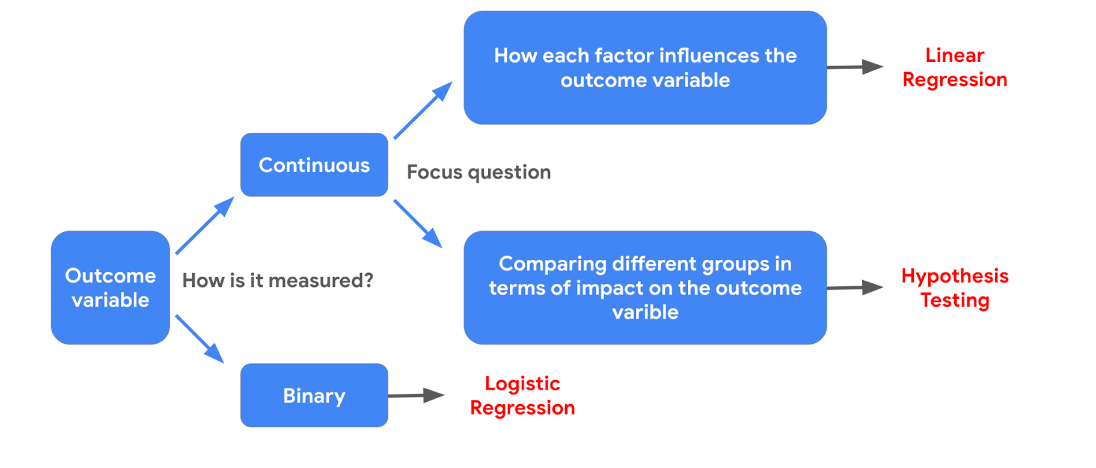 How each factor influences the
outcome variable
Linear
Regression
Continuous
Focus question
Outcome
variable
How is it measured?
Comparing different groups in
terms of impact on the outcome
varible
Hypothesis
Testing
Binary
Logistic
Regression